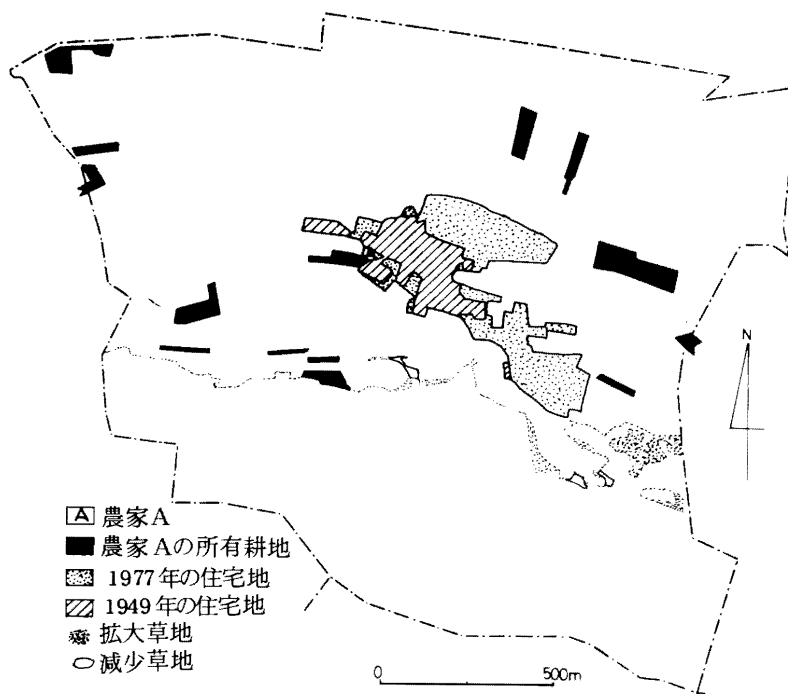 N
A 農家A
農家Aの所有耕地
1977年の住宅地
1949年の住宅地
拡大草地
減少草地
0 500m